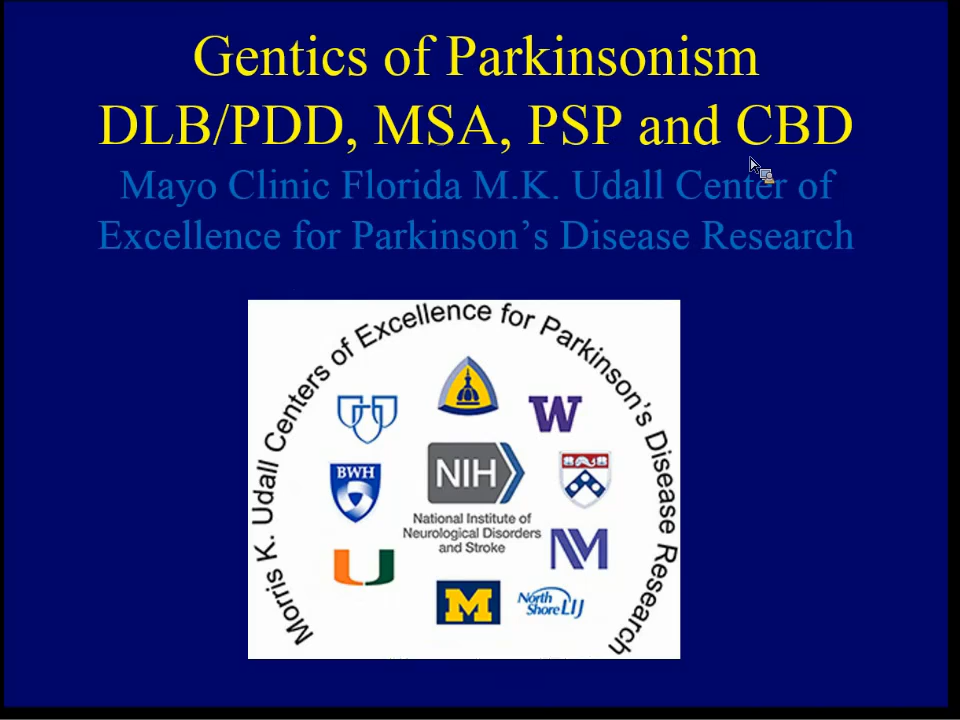 Gentics of Parkinsonism
DLB/PDD, MSA, PSP and CBD
Mayo Clinic Florida M.K. Udall Center of
Excellence for Parkinson’s Disease Research
Morris K. Udall Centers of Excellence for Parkinson's Disease Research
W
BWH
NIH
National Institute of
Neurological Disorders
and Stroke
U
M
North
Shore LIJ